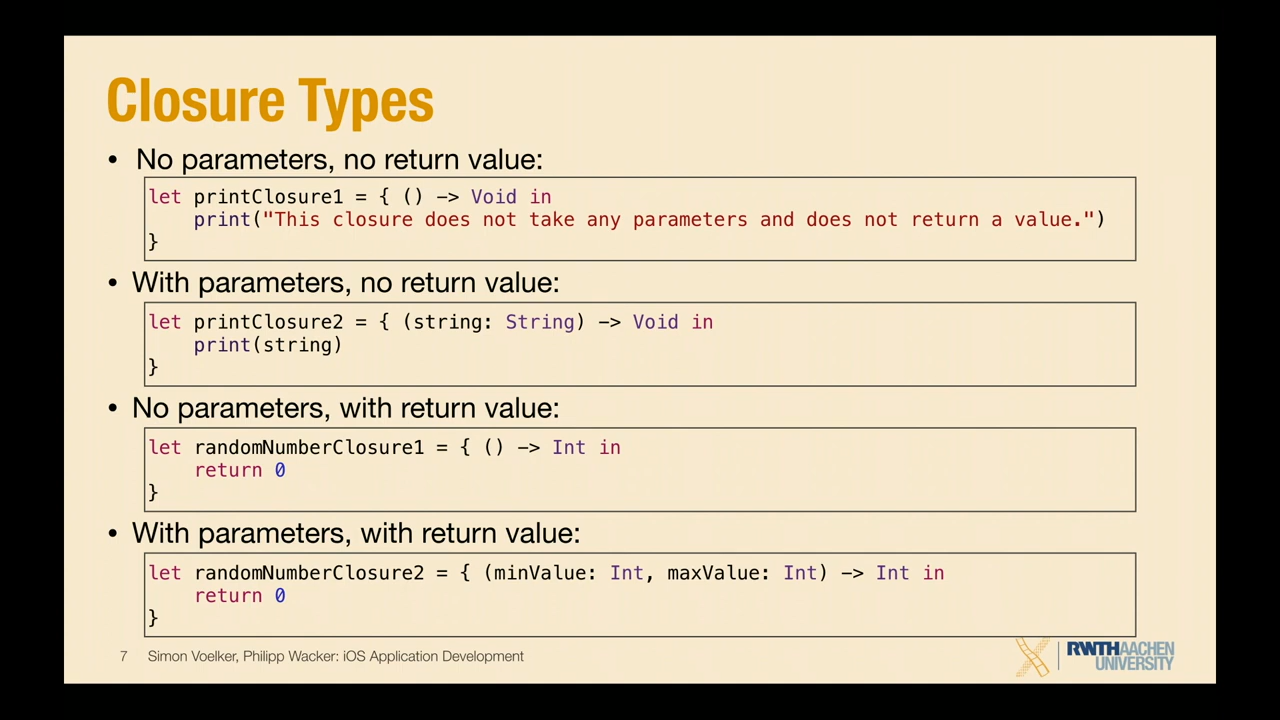 Closure Types
• No parameters, no return value:
let printClosure1 = { () -> Void in
    print("This closure does not take any parameters and does not return a value.")
}
• With parameters, no return value:
let printClosure2 = { (string: String) -> Void in
    print(string)
}
• No parameters, with return value:
let randomNumberClosure1 = { () -> Int in
    return 0
}
• With parameters, with return value:
let randomNumberClosure2 = { (minValue: Int, maxValue: Int) -> Int in
    return 0
}
7 Simon Voelker, Philipp Wacker: iOS Application Development
RWTHAACHEN
UNIVERSITY